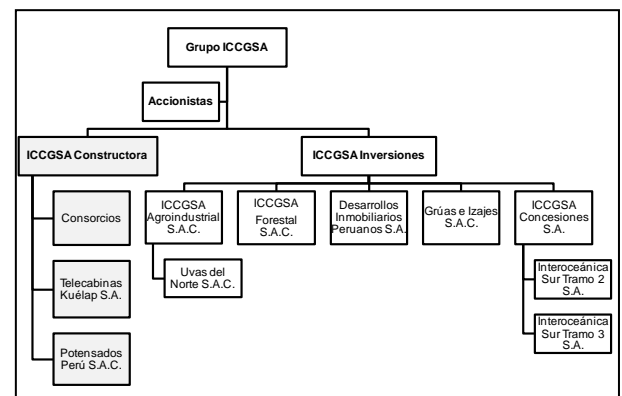 Grupo ICCGSA
Accionistas
ICCGSA Constructora
ICCGSA Inversiones
Consorcios
Telecabinas
Kuélap S.A.
Potensados
Perú S.A.C.
ICCGSA
Agroindustrial
S.A.C.
Uvas del
Norte S.A.C.
ICCGSA
Forestal
S.A.C.
Desarrollos
Inmobiliarios
Peruanos S.A.
Grúas e Izajes
S.A.C.
ICCGSA
Concesiones
S.A.
Interoceánica
Sur Tramo 2
S.A.
Interoceánica
Sur Tramo 3
S.A.